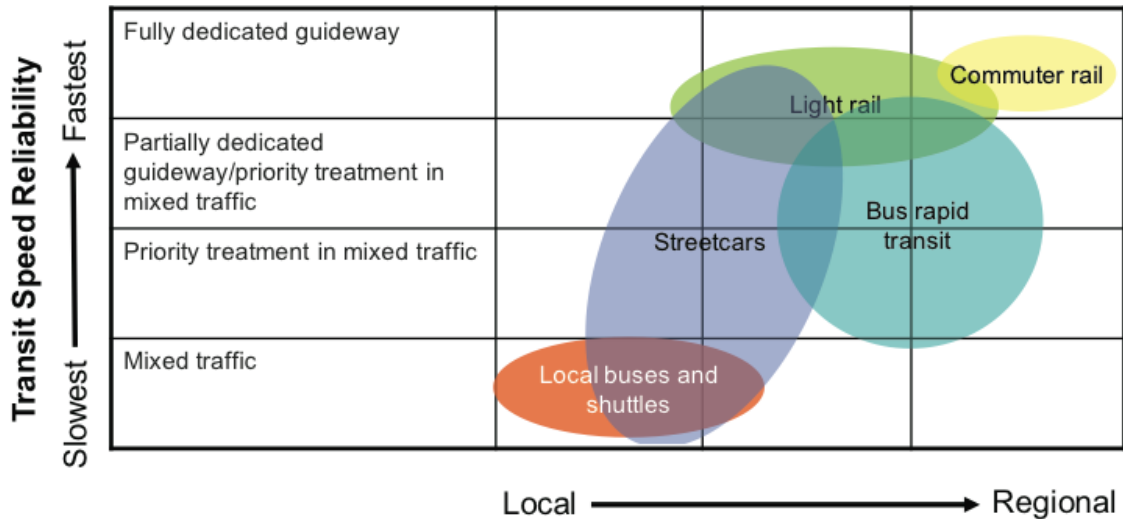 Transit Speed Reliability
Slowest
Fastest
Fully dedicated guideway
Partially dedicated
guideway/priority treatment in
mixed traffic
Priority treatment in mixed traffic
Mixed traffic
Commuter rail
Light rail
Bus rapid
transit
Streetcars
Local buses and
shuttles
Local
Regional